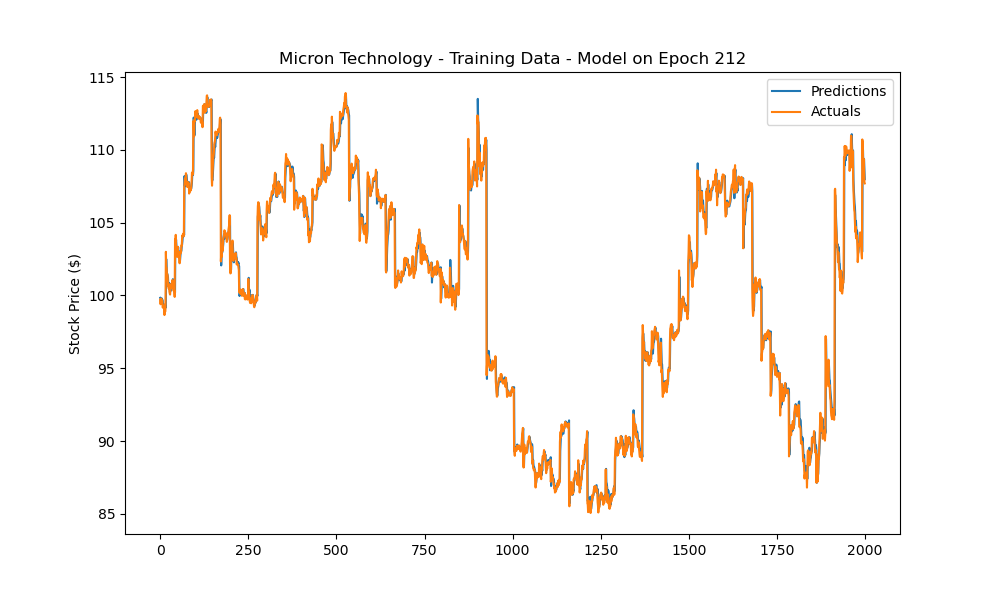 Micron Technology - Training Data - Model on Epoch 212
Predictions
Actuals
Stock Price ($)
115
110
105
100
95
90
85
0 250 500 750 1000 1250 1500 1750 2000